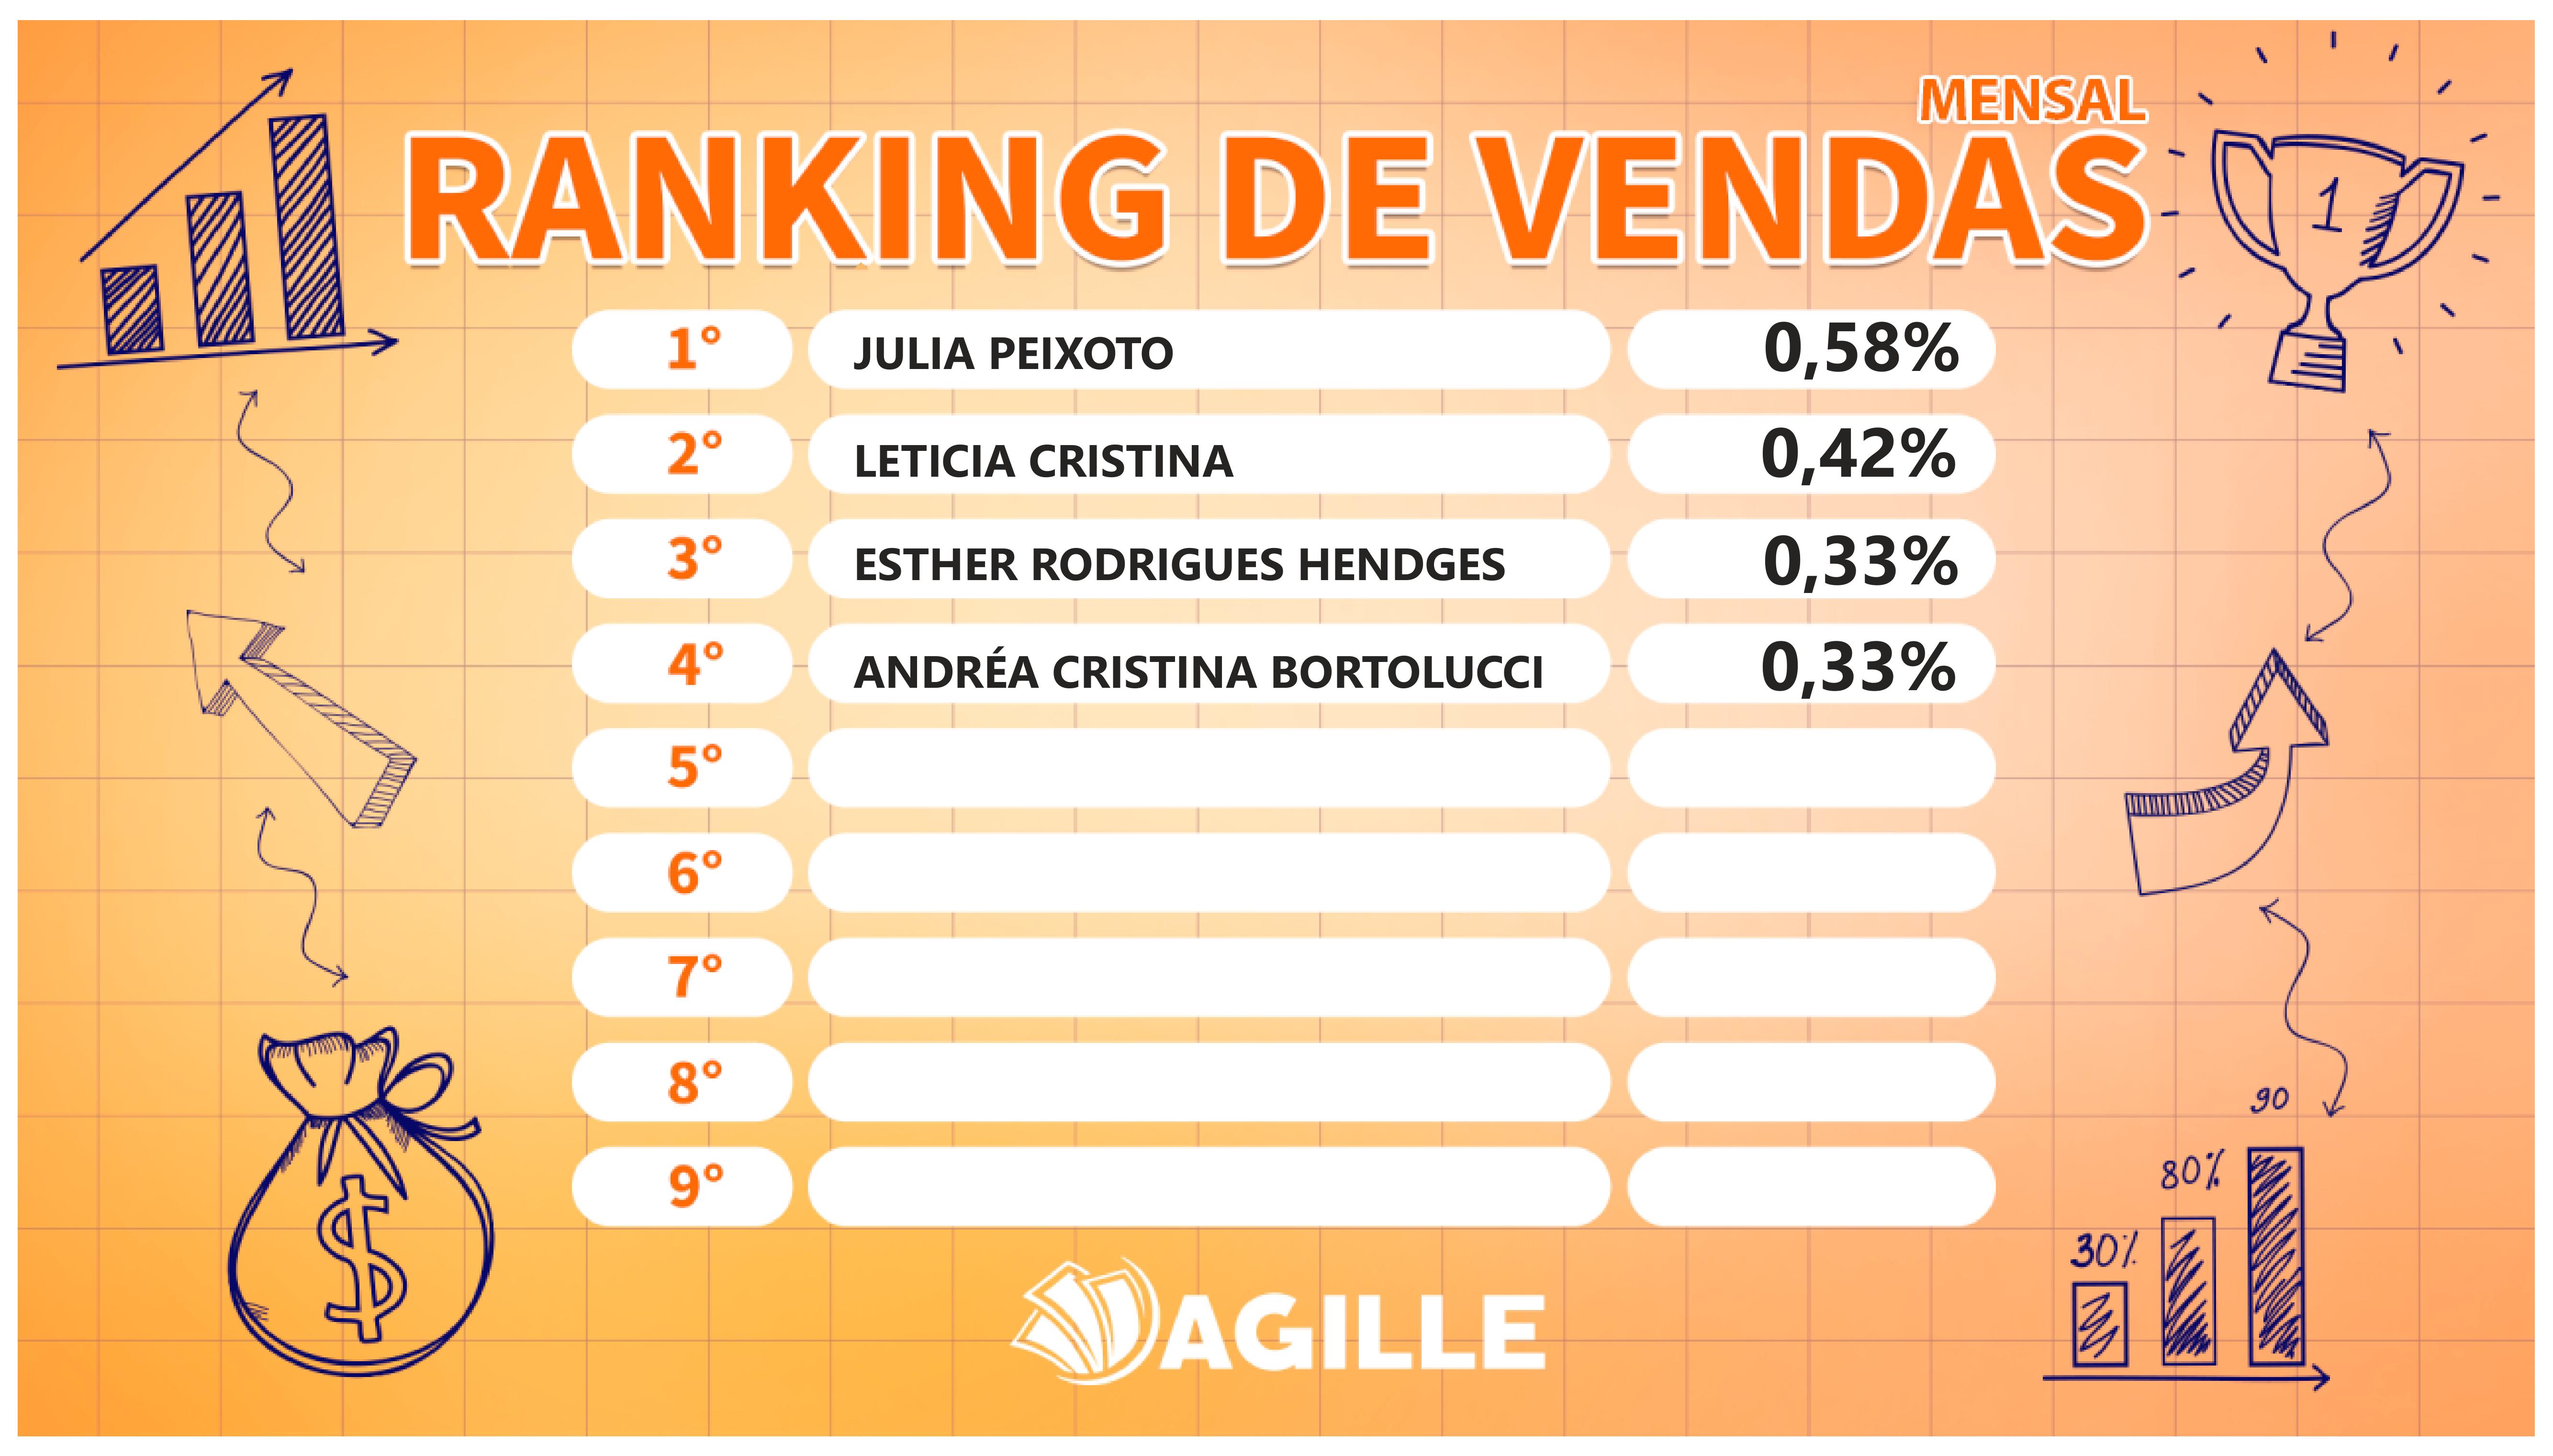 MENSAL
RANKING DE VENDAS
1
1° JULIA PEIXOTO 0,58%
2° LETICIA CRISTINA 0,42%
3° ESTHER RODRIGUES HENDGES 0,33%
4° ANDRÉA CRISTINA BORTOLUCCI 0,33%
5°
6°
7°
8°
9°
90
80%
30%
$
AGILLE